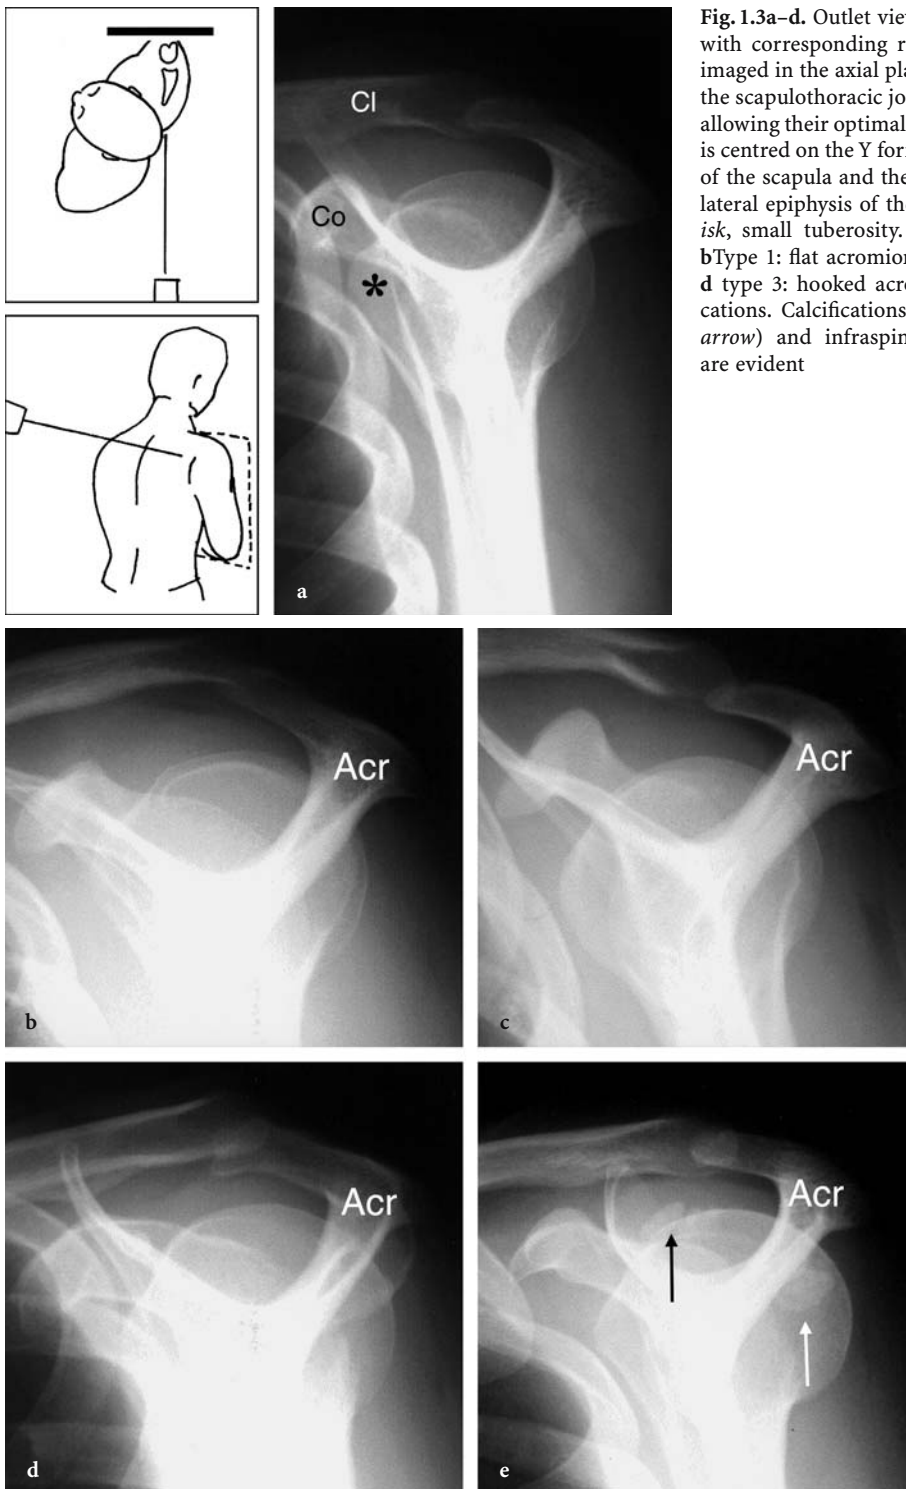 Fig. 1.3a–d. Outlet view
with corresponding r
imaged in the axial pla
the scapulothoracic jo
allowing their optimal
is centred on the Y for
of the scapula and the
lateral epiphysis of the
isk, small tuberosity.
bType 1: flat acromion
d type 3: hooked acro
cations. Calcifications
arrow) and infraspin
are evident
Cl
Co
*
a
Acr
b
Acr
c
Acr
d
Acr
e